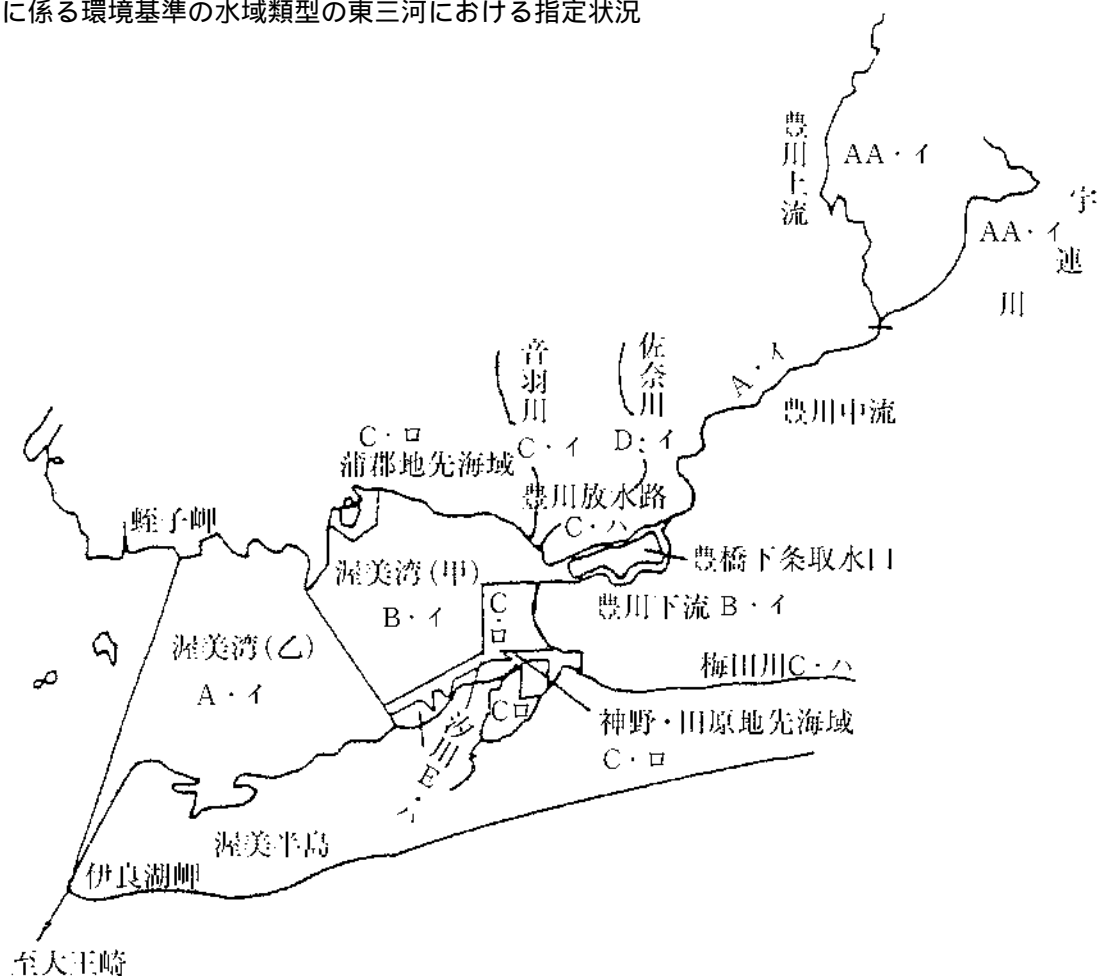 に係る環境基準の水域類型の東三河における指定状況
豊川上流
AA・イ
宇連川
AA・イ
A・イ
豊川中流
音羽川
C・イ
佐奈川
D・イ
C・ロ
蒲郡地先海域
豊川放水路
C・ハ
蛭子岬
渥美湾(甲)
B・イ
C・ロ
豊橋下条取水口
豊川下流 B・イ
渥美湾(乙)
A・イ
梅田川C・ハ
Cロ
神野・田原地先海域
C・ロ
汐川E・
渥美半島
伊良湖岬
至大王崎